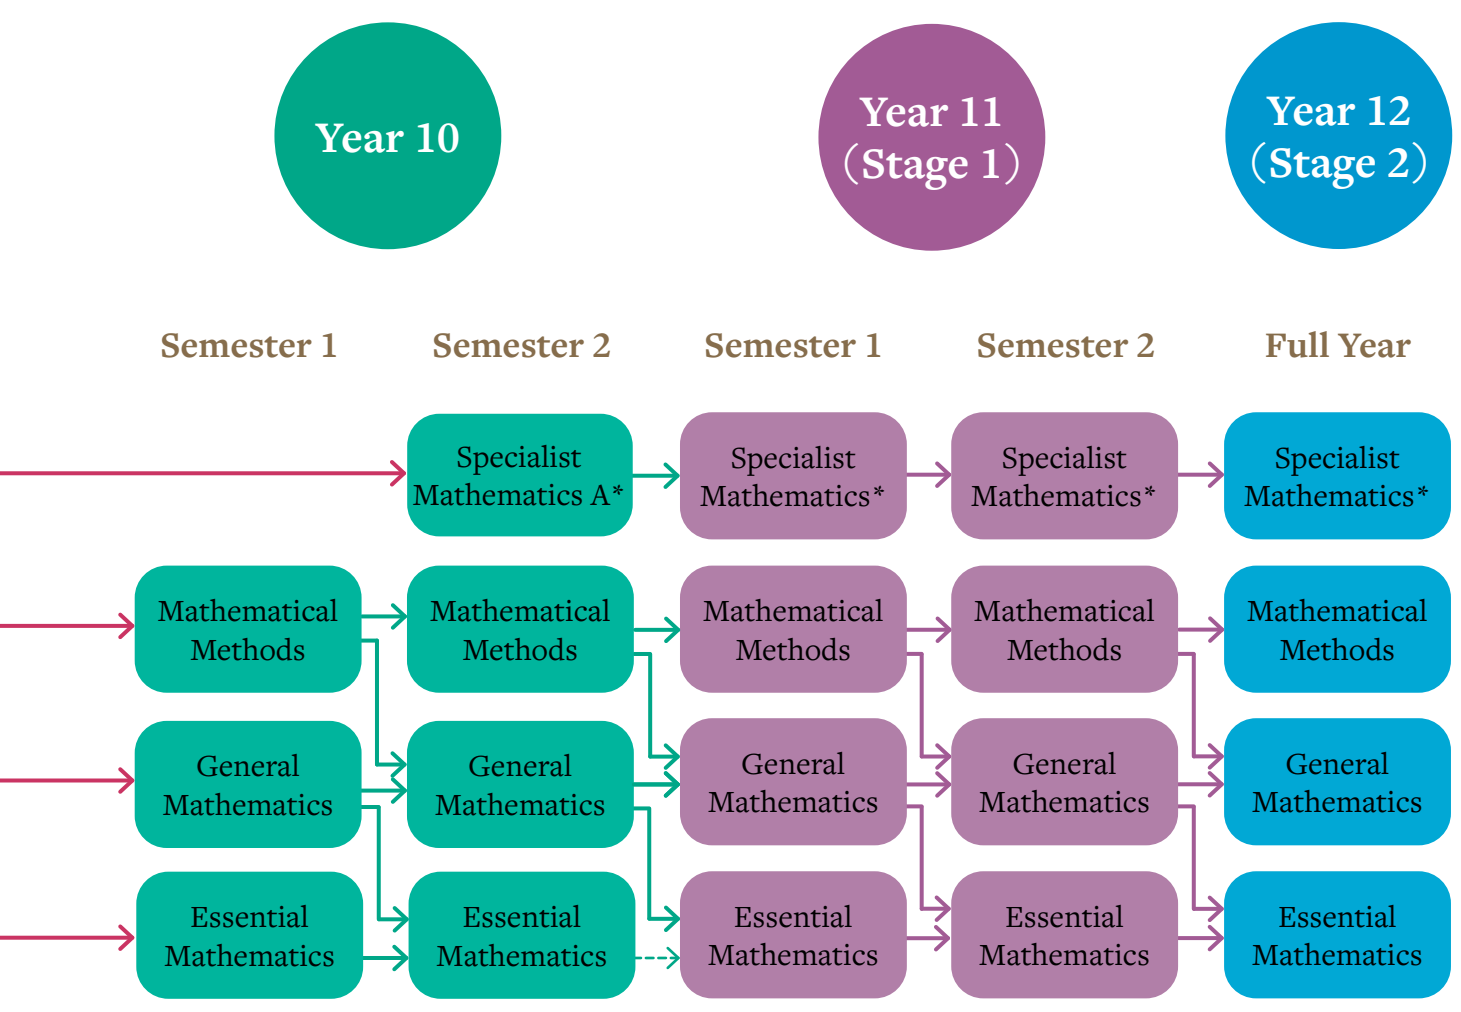 Year 10
Year 11
(Stage 1)
Year 12
(Stage 2)
Semester 1
Semester 2
Semester 1
Semester 2
Full Year
Specialist
Mathematics A*
Specialist
Mathematics*
Specialist
Mathematics*
Specialist
Mathematics*
Mathematical
Methods
Mathematical
Methods
Mathematical
Methods
Mathematical
Methods
Mathematical
Methods
General
Mathematics
General
Mathematics
General
Mathematics
General
Mathematics
General
Mathematics
Essential
Mathematics
Essential
Mathematics
Essential
Mathematics
Essential
Mathematics
Essential
Mathematics